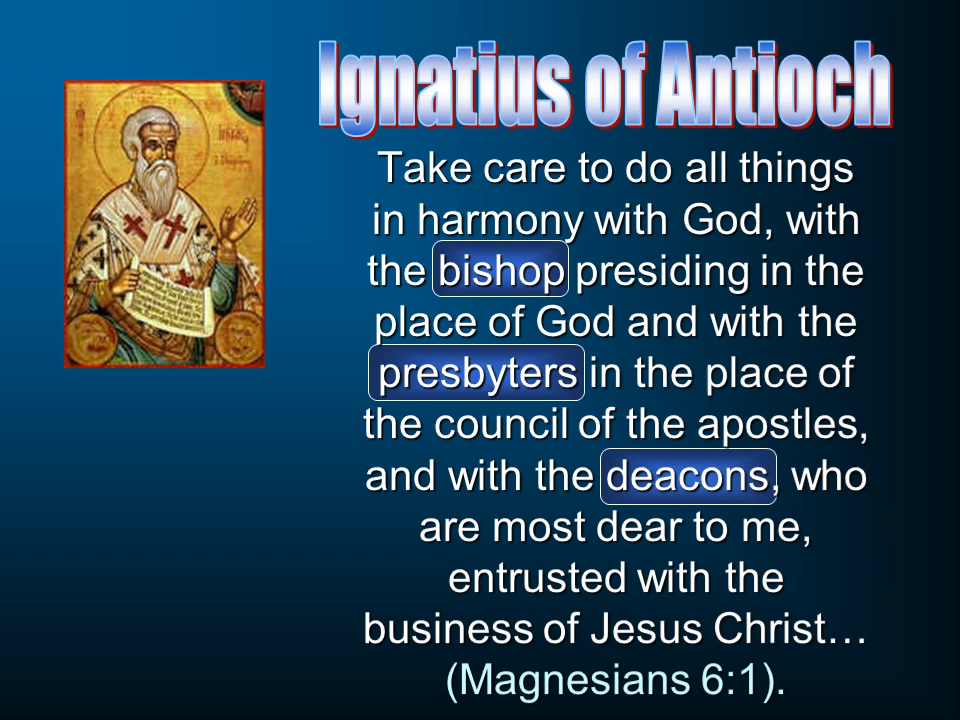 Ignatius of Antioch
Take care to do all things
in harmony with God, with
the bishop presiding in the
place of God and with the
presbyters in the place of
the council of the apostles,
and with the deacons, who
are most dear to me,
entrusted with the
business of Jesus Christ…
(Magnesians 6:1).